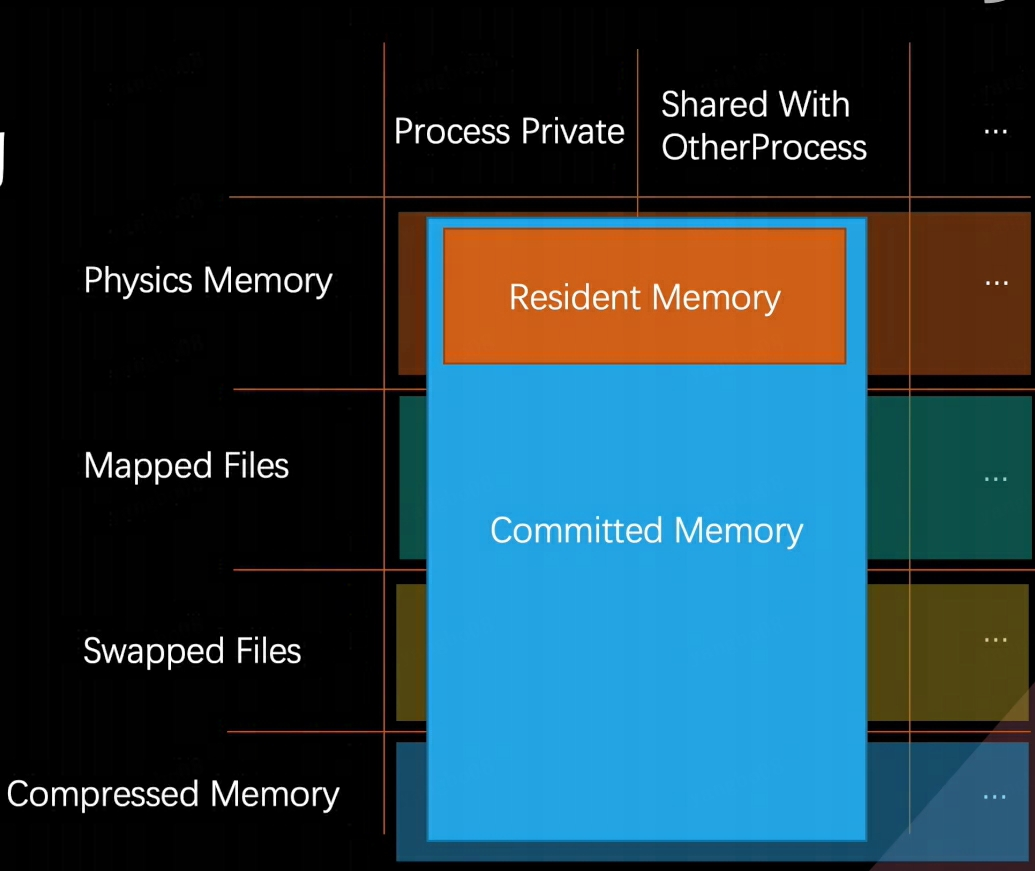 Process Private
Shared With
OtherProcess
...
Physics Memory
Resident Memory
...
Mapped Files
...
Committed Memory
Swapped Files
...
Compressed Memory
...